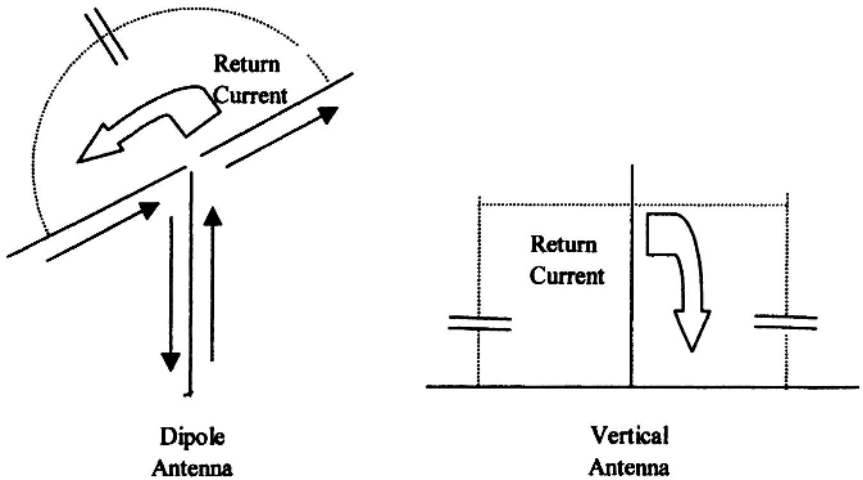 Return
Current
Return
Current
Dipole
Antenna
Vertical
Antenna